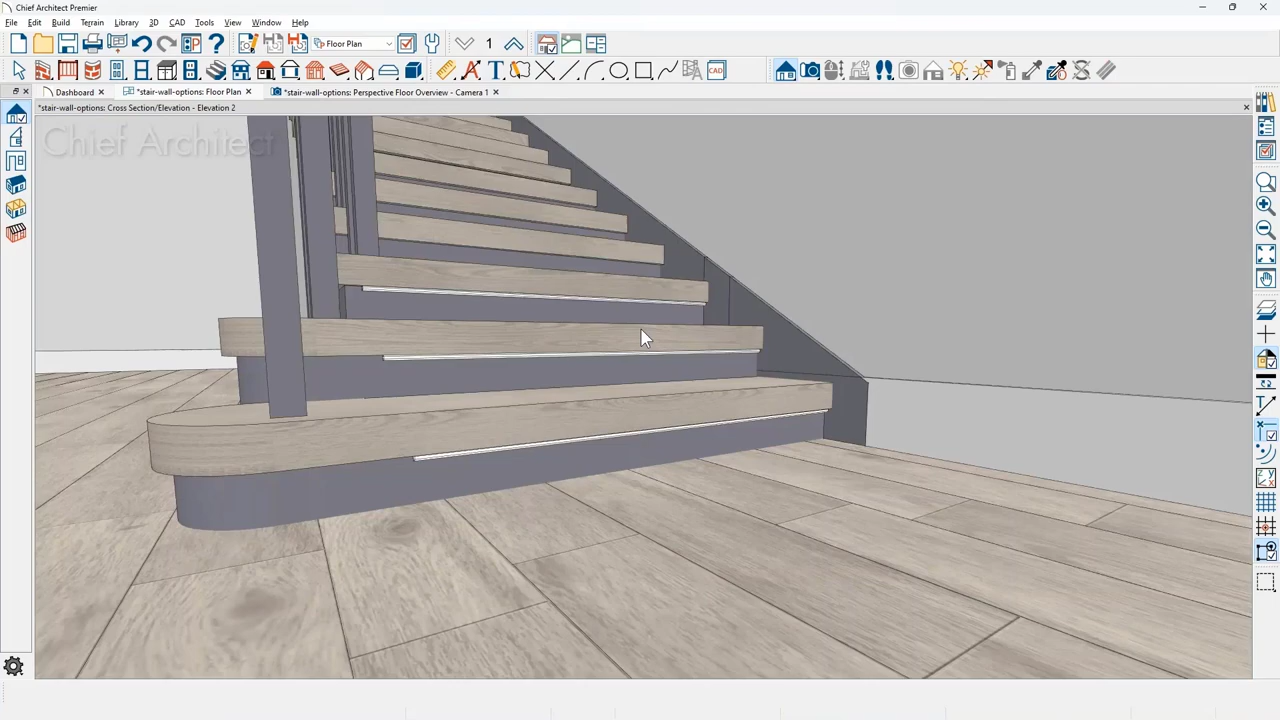 Chief Architect Premier
File Edit Build Terrain Library 3D CAD Tools View Window Help
Floor Plan 1
CAD
Dashboard *stair-wall-options: Floor Plan *stair-wall-options: Perspective Floor Overview - Camera 1
*stair-wall-options: Cross Section/Elevation - Elevation 2
Chief Architect